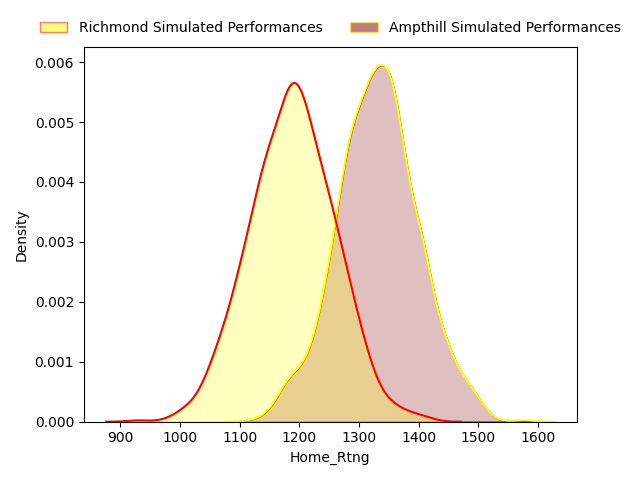 Richmond Simulated Performances
Ampthill Simulated Performances
0.006
0.005
0.004
0.003
0.002
0.001
0.000
Density
900 1000 1100 1200 1300 1400 1500 1600
Home_Rtng